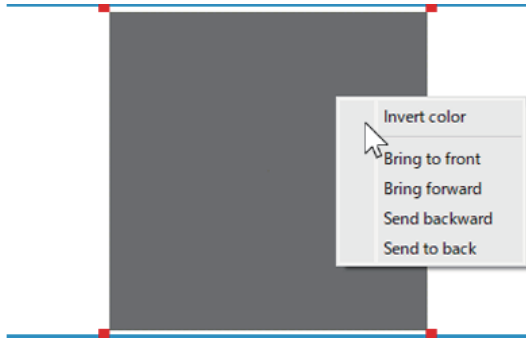 Invert color
Bring to front
Bring forward
Send backward
Send to back